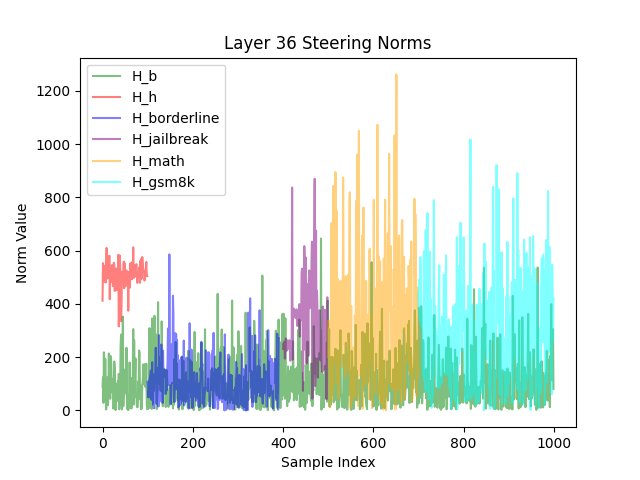 Layer 36 Steering Norms
H_b
H_h
H_borderline
H_jailbreak
H_math
H_gsm8k
Norm Value
1200
1000
800
600
400
200
0
0 200 400 600 800 1000
Sample Index